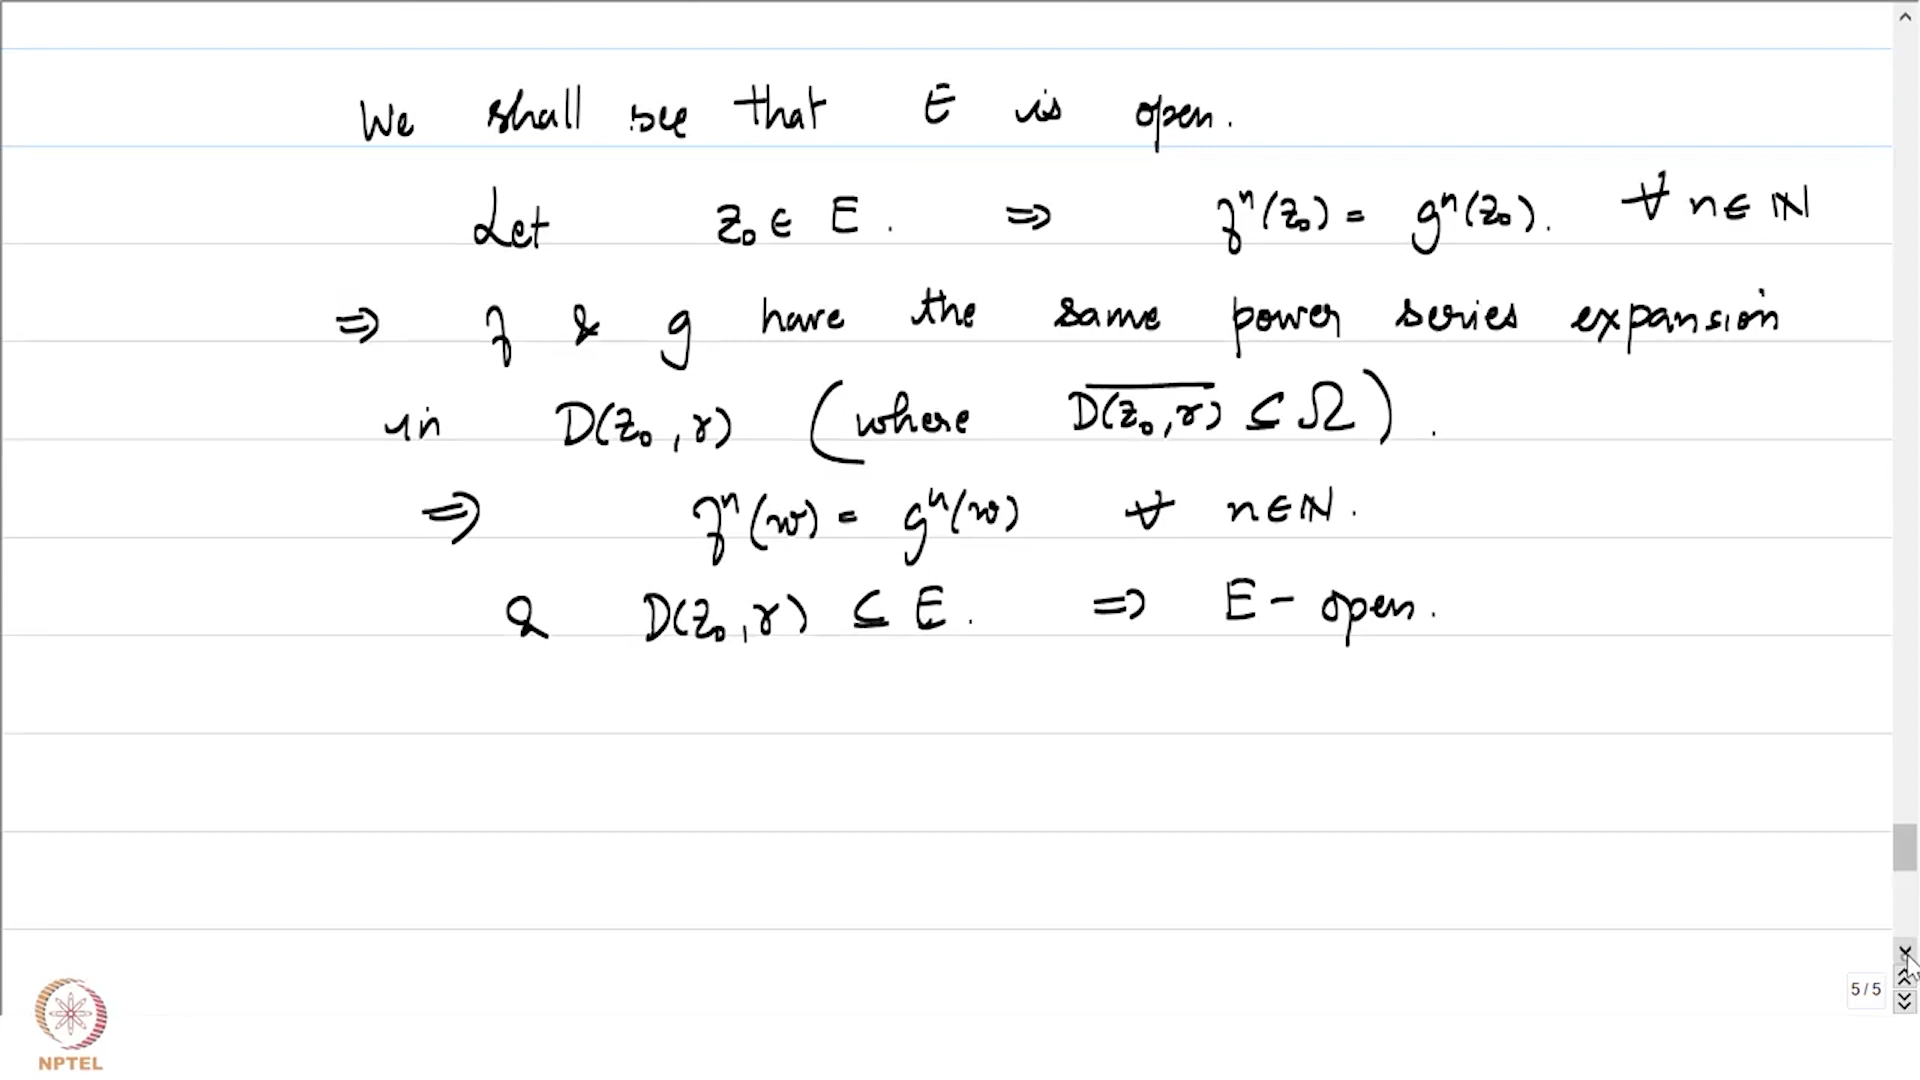 We shall see that E is open.
Let z₀ ∈ E . ⇒ fⁿ(z₀) = gⁿ(z₀). ∀ n ∈ ℕ
⇒ f & g have the same power series expansion
in D(z₀, r) (where \overline{D(z₀, r)} ⊆ Ω) .
⇒ fⁿ(w) = gⁿ(w) ∀ n ∈ ℕ.
& D(z₀, r) ⊆ E. ⇒ E - open.
5 / 5
NPTEL